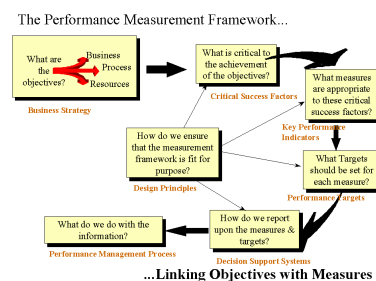 The Performance Measurement Framework...
What are
the
objectives?
Business
Process
Resources
Business Strategy
What is critical to
the achievement
of the objectives?
Critical Success Factors
What measures
are appropriate
to these critical
success factors?
Key Performance
Indicators
How do we ensure
that the measurement
framework is fit for
purpose?
Design Principles
What Targets
should be set for
each measure?
Performance Targets
How do we report
upon the measures &
targets?
Decision Support Systems
What do we do with the
information?
Performance Management Process
...Linking Objectives with Measures